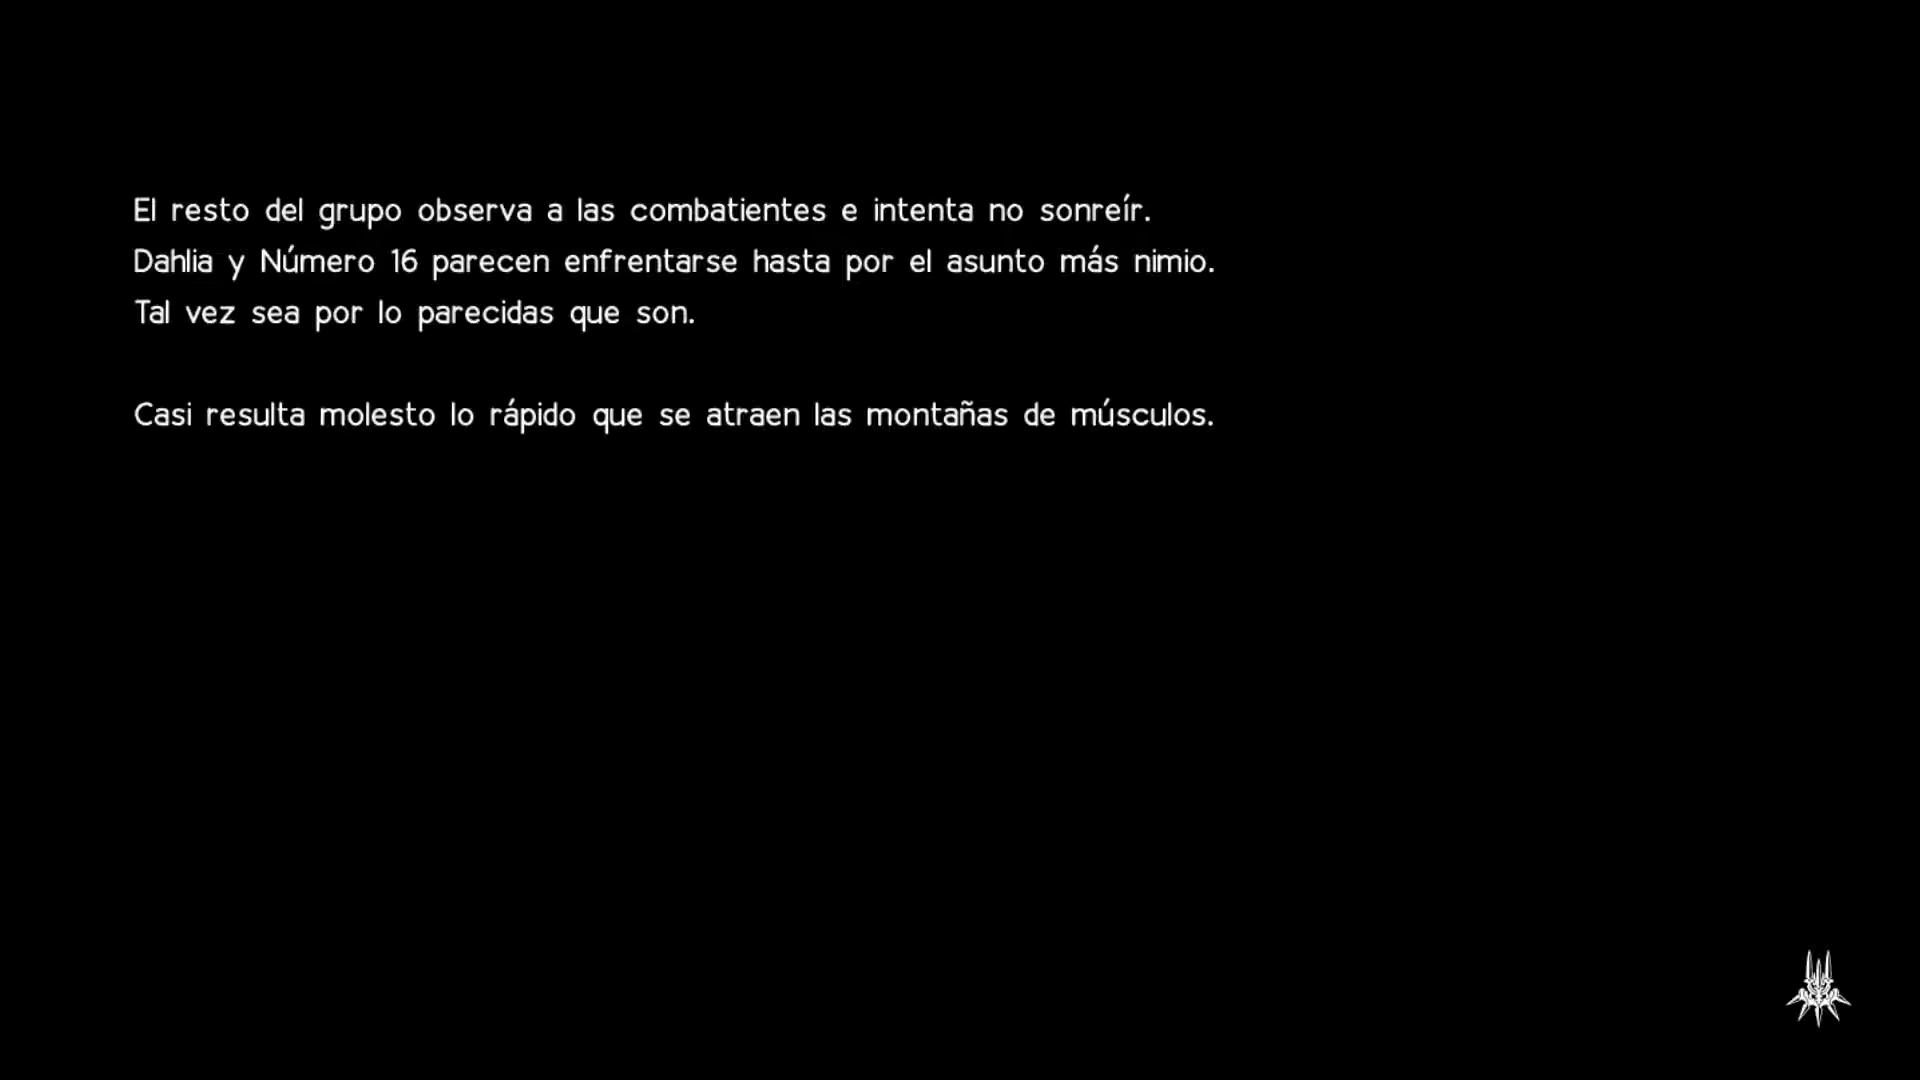 El resto del grupo observa a las combatientes e intenta no sonreír.
Dahlia y Número 16 parecen enfrentarse hasta por el asunto más nimio.
Tal vez sea por lo parecidas que son.
Casi resulta molesto lo rápido que se atraen las montañas de músculos.